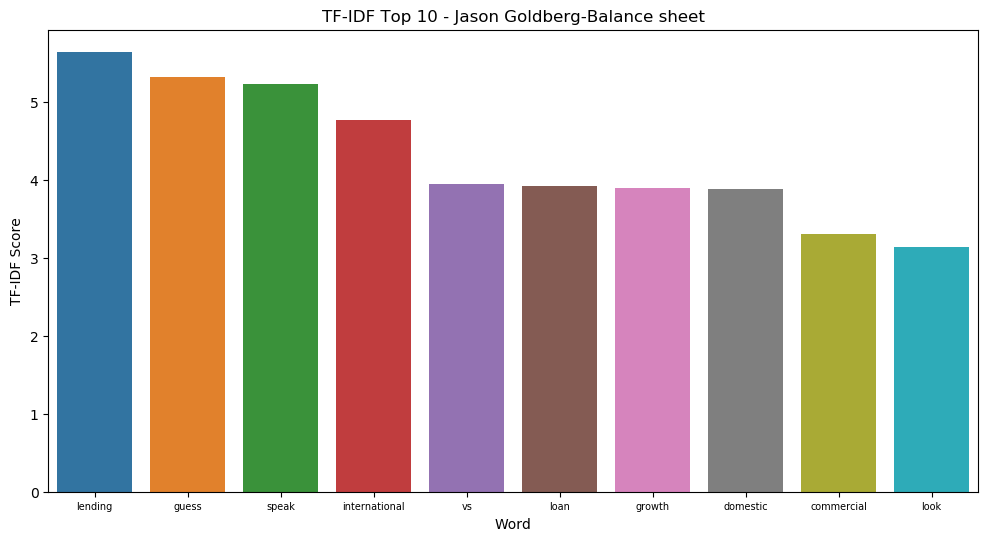 TF-IDF Top 10 - Jason Goldberg-Balance sheet
TF-IDF Score
5
4
3
2
1
0
lending guess speak international vs loan growth domestic commercial look
Word